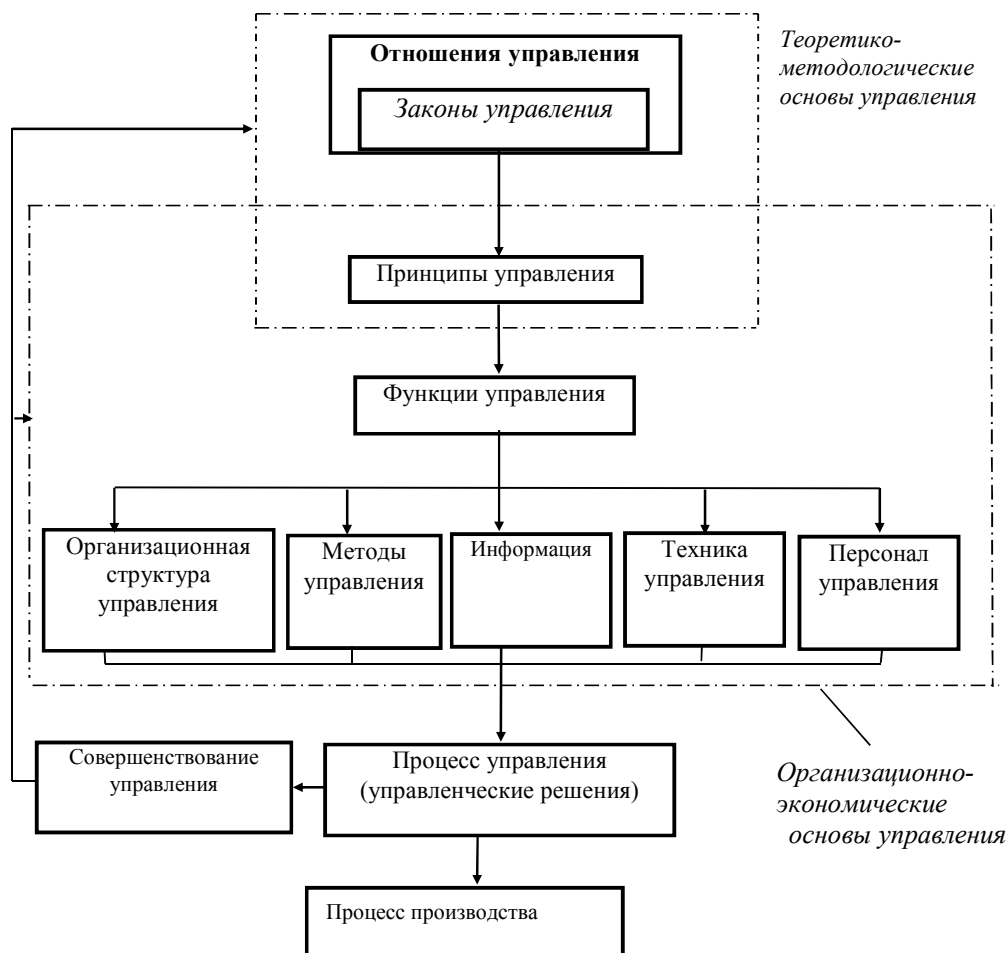 Отношения управления
Законы управления
Теоретико-
методологические
основы управления
Принципы управления
Функции управления
Организационная
структура
управления
Методы
управления
Информация
Техника
управления
Персонал
управления
Совершенствование
управления
Процесс управления
(управленческие решения)
Организационно-
экономические
основы управления
Процесс производства